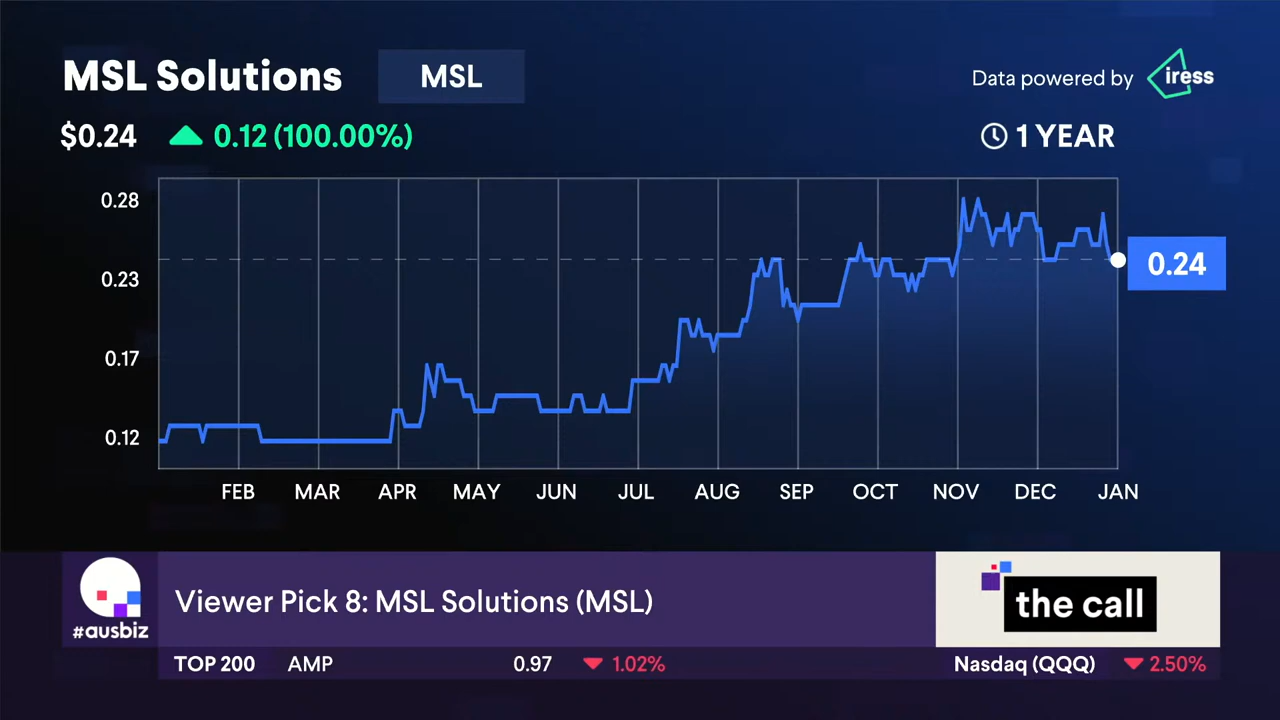 MSL Solutions MSL
Data powered by iress
$0.24 ▲ 0.12 (100.00%)
1 YEAR
0.28
0.23
0.17
0.12
0.24
FEB MAR APR MAY JUN JUL AUG SEP OCT NOV DEC JAN
#ausbiz
Viewer Pick 8: MSL Solutions (MSL)
the call
TOP 200 AMP 0.97 ▼ 1.02%
Nasdaq (QQQ) ▼ 2.50%